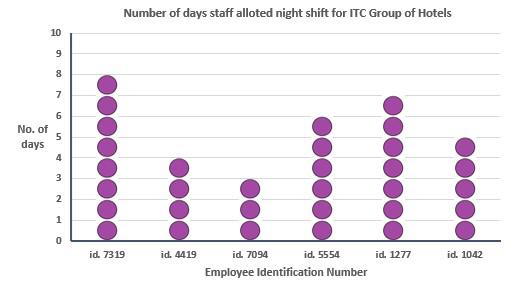 Number of days staff alloted night shift for ITC Group of Hotels
10
9
8
7
6
5
4
3
2
1
0
No. of
days
id. 7319 id. 4419 id. 7094 id. 5554 id. 1277 id. 1042
Employee Identification Number